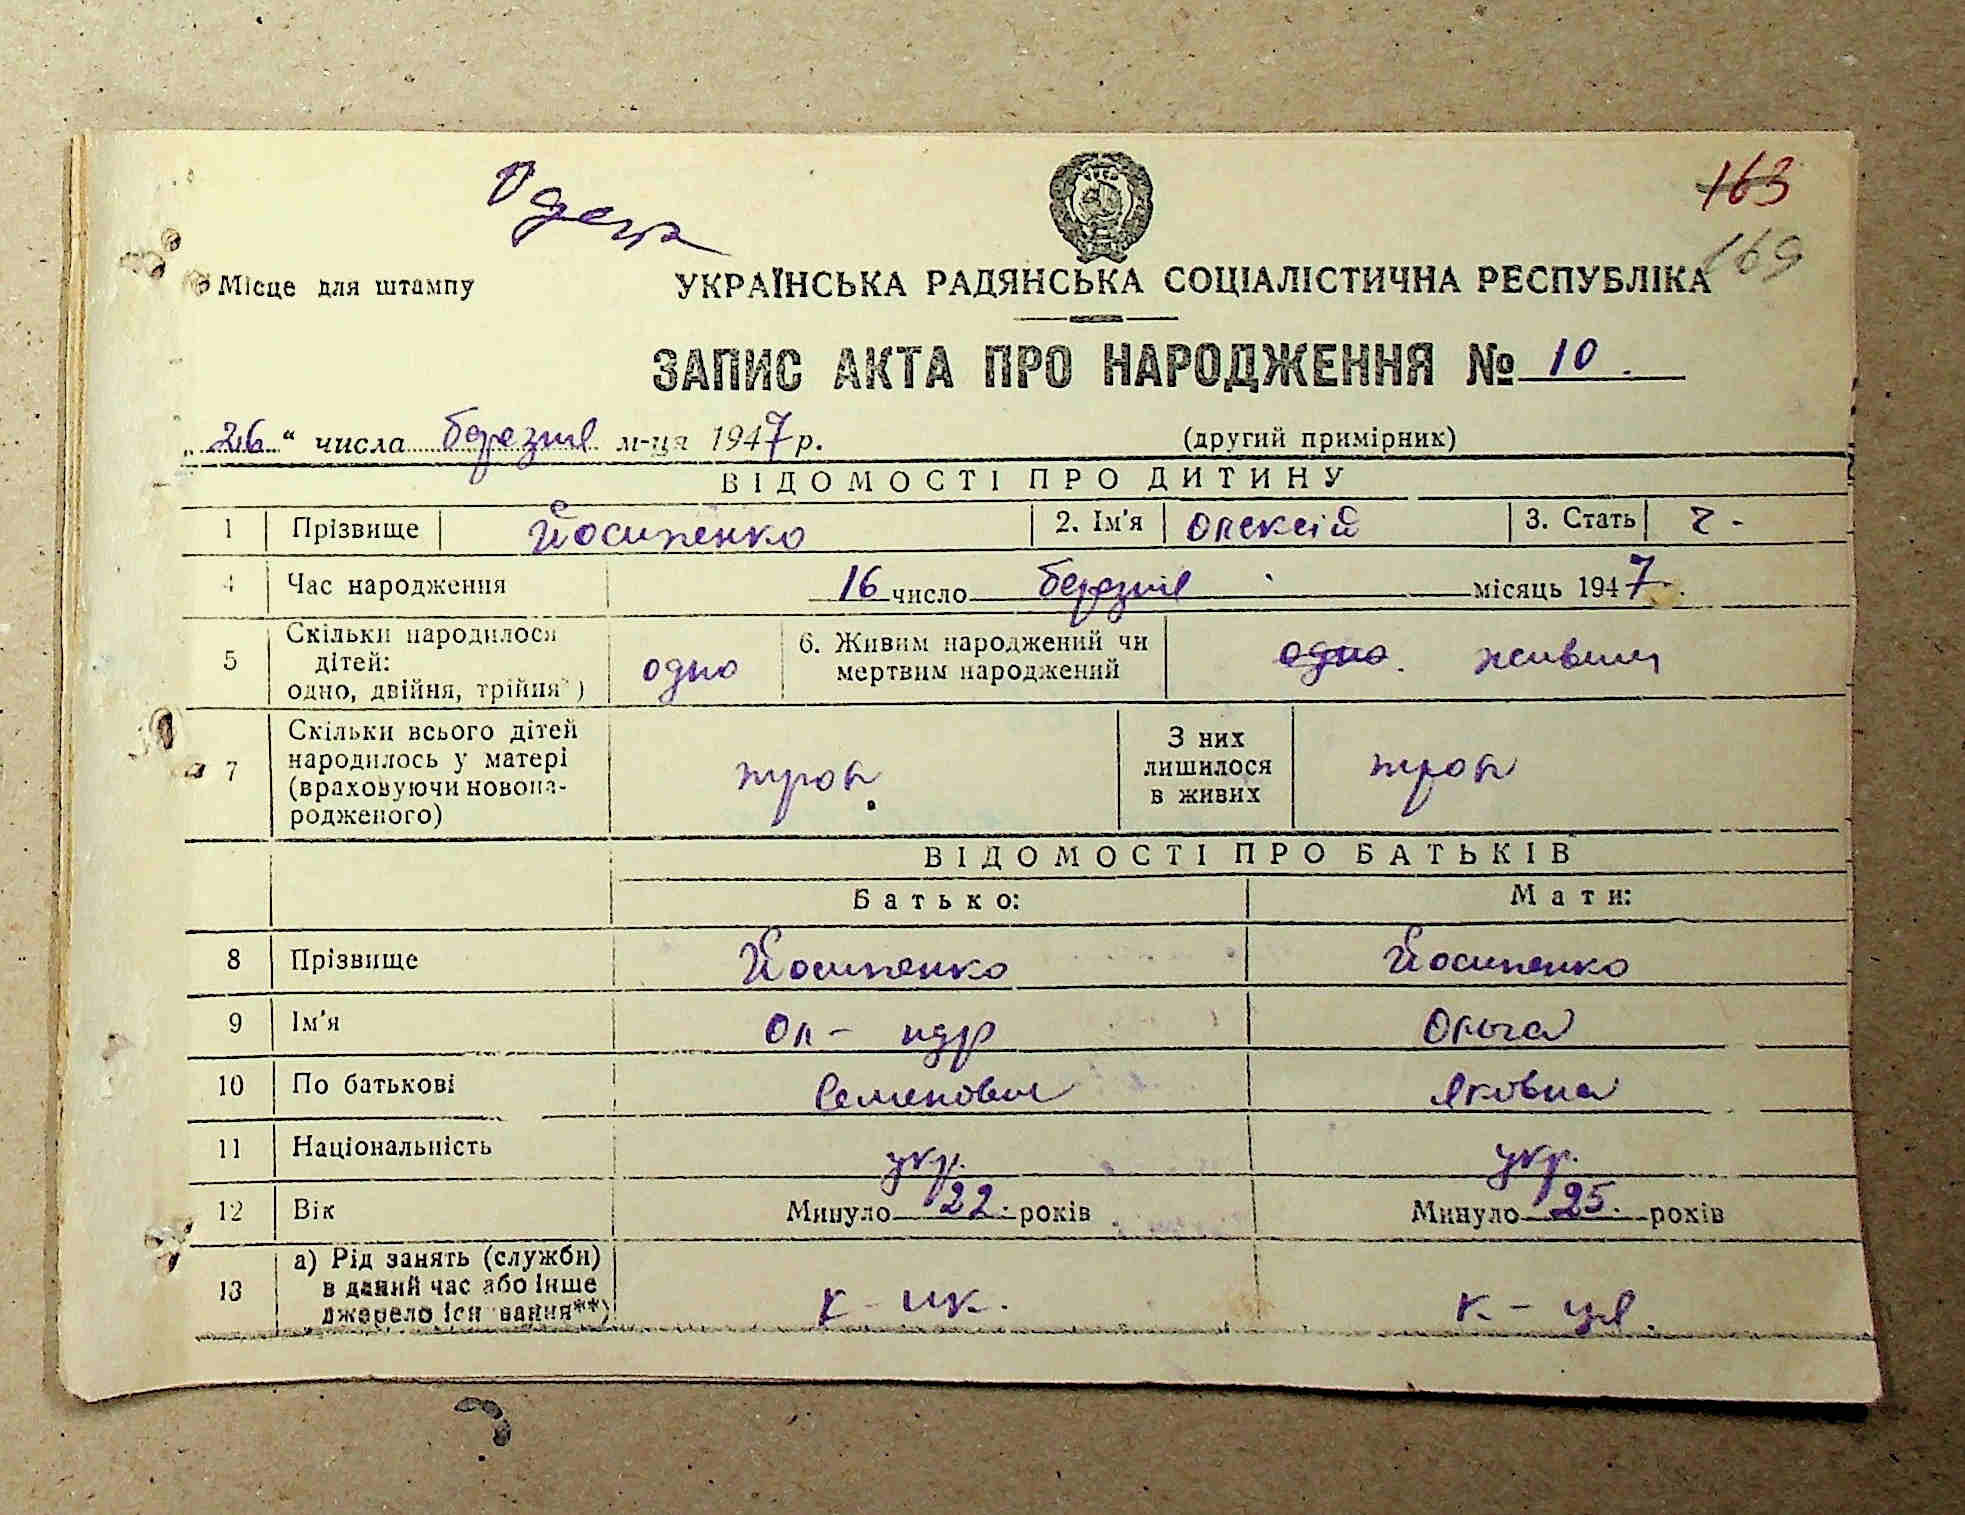 163
169
Місце для штампу
УКРАЇНСЬКА РАДЯНСЬКА СОЦІАЛІСТИЧНА РЕСПУБЛІКА
ЗАПИС АКТА ПРО НАРОДЖЕННЯ № 10.
„26“ числа березня м-ця 1947 р. (другий примірник)
ВІДОМОСТІ ПРО ДИТИНУ
1 Прізвище Йосипенко 2. Ім'я Олексій 3. Стать ч -
4 Час народження 16 число березня місяць 1947.
5 Скільки народилося дітей: одно, двійня, трійня*) одно 6. Живим народжений чи мертвим народжений одно. живим
7 Скільки всього дітей народилось у матері (враховуючи новонародженого) троє. З них лишилося в живих троє
ВІДОМОСТІ ПРО БАТЬКІВ
Батько: Мати:
8 Прізвище Йосипенко Йосипенко
9 Ім'я Ол-ндр Ольга
10 По батькові Семенович Яковна
11 Національність укр. укр.
12 Вік Минуло 22. років Минуло 25. років
13 а) Рід занять (служби) в даний час або інше джерело існування**) к-ик. к-ця.